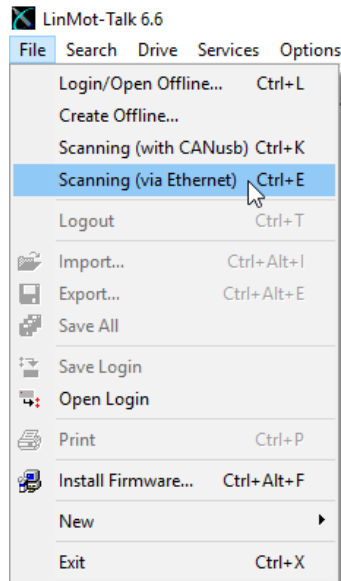 LinMot-Talk 6.6
File Search Drive Services Options
Login/Open Offline... Ctrl+L
Create Offline...
Scanning (with CANusb) Ctrl+K
Scanning (via Ethernet) Ctrl+E
Logout Ctrl+T
Import... Ctrl+Alt+I
Export... Ctrl+Alt+E
Save All
Save Login
Open Login
Print Ctrl+P
Install Firmware... Ctrl+Alt+F
New
Exit Ctrl+X